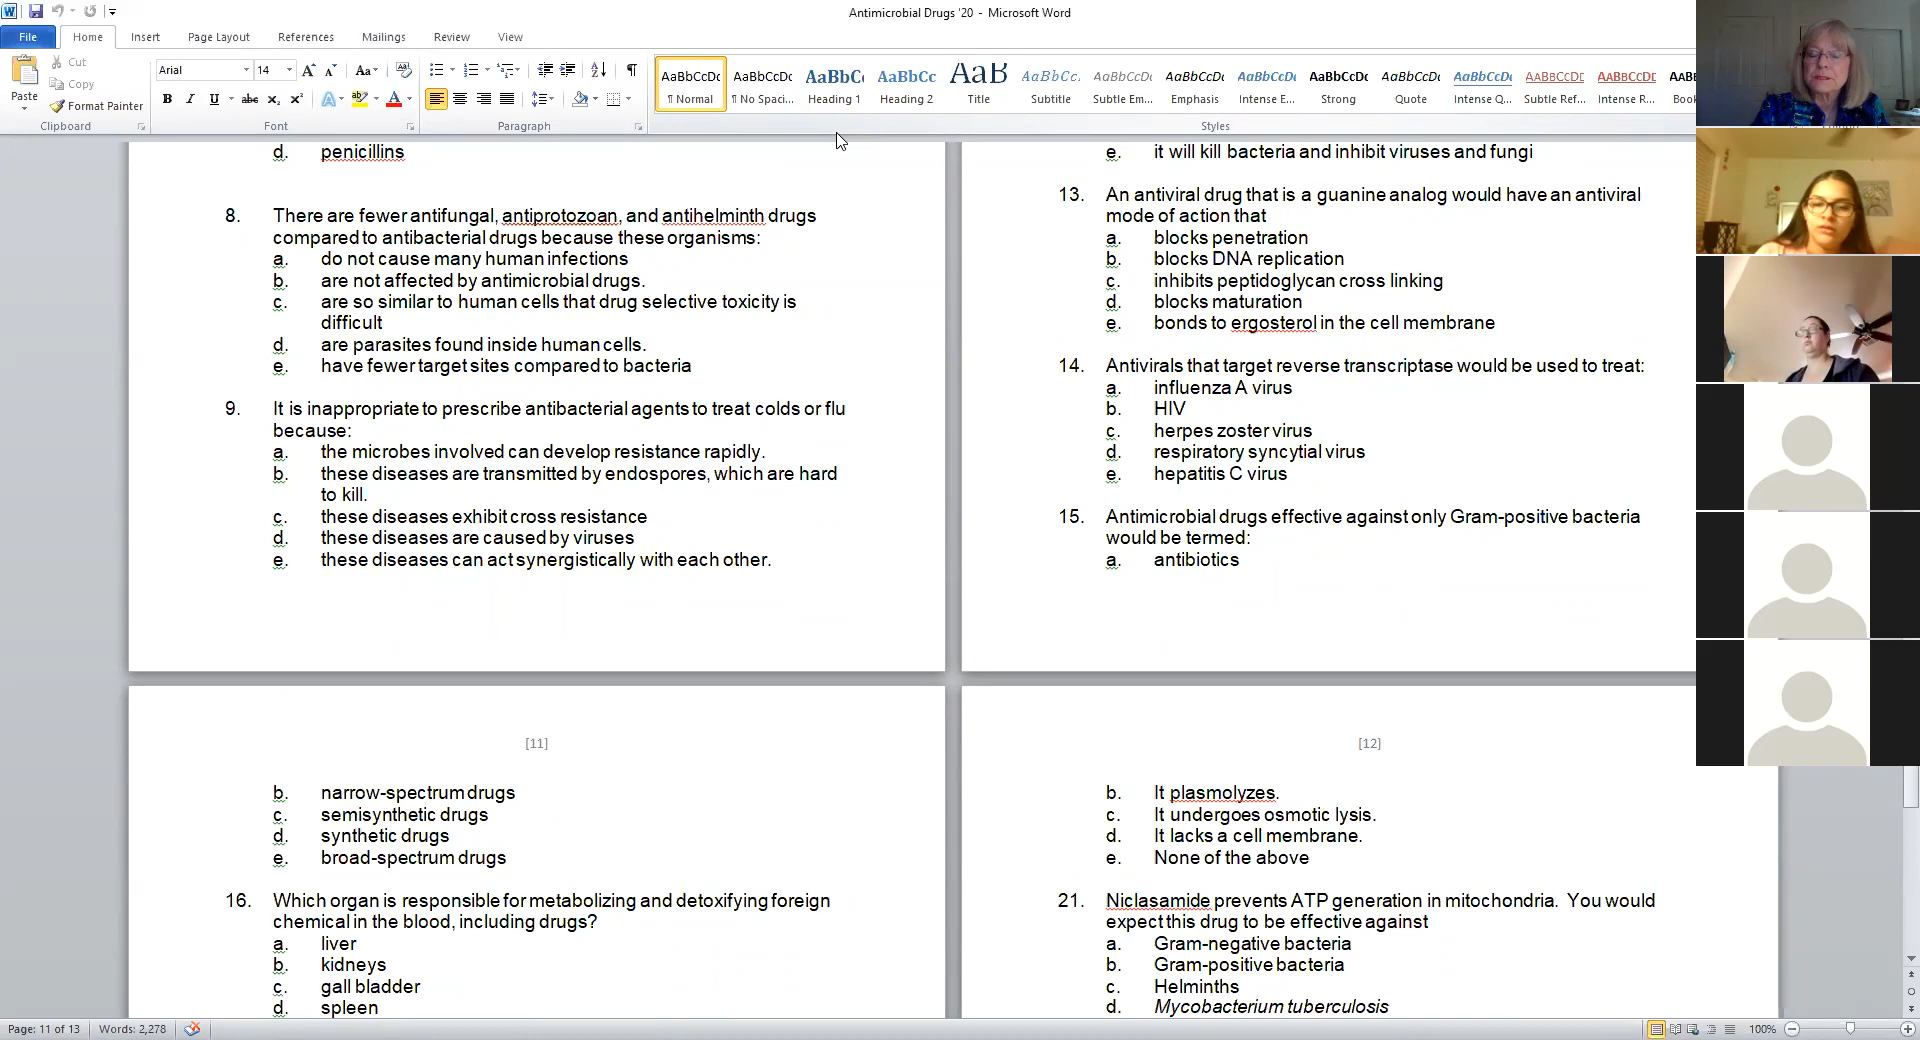 Antimicrobial Drugs '20 - Microsoft Word
File Home Insert Page Layout References Mailings Review View
Paste
Cut
Copy
Format Painter
Clipboard
Arial 14
Font
Paragraph
AaBbCcDc AaBbCcDc AaBbC AaBbCc AaB AaBbCc. AaBbCcDc AaBbCcDc AaBbCcDc AaBbCcDc AaBbCcDc AaBbCcDc AABBCCDC AABBCCDC
¶ Normal ¶ No Spaci... Heading 1 Heading 2 Title Subtitle Subtle Em... Emphasis Intense E... Strong Quote Intense Q... Subtle Ref... Intense R...
Styles
d. penicillins
8. There are fewer antifungal, antiprotozoan, and antihelminth drugs
compared to antibacterial drugs because these organisms:
a. do not cause many human infections
b. are not affected by antimicrobial drugs.
c. are so similar to human cells that drug selective toxicity is
difficult
d. are parasites found inside human cells.
e. have fewer target sites compared to bacteria
9. It is inappropriate to prescribe antibacterial agents to treat colds or flu
because:
a. the microbes involved can develop resistance rapidly.
b. these diseases are transmitted by endospores, which are hard
to kill.
c. these diseases exhibit cross resistance
d. these diseases are caused by viruses
e. these diseases can act synergistically with each other.
e. it will kill bacteria and inhibit viruses and fungi
13. An antiviral drug that is a guanine analog would have an antiviral
mode of action that
a. blocks penetration
b. blocks DNA replication
c. inhibits peptidoglycan cross linking
d. blocks maturation
e. bonds to ergosterol in the cell membrane
14. Antivirals that target reverse transcriptase would be used to treat:
a. influenza A virus
b. HIV
c. herpes zoster virus
d. respiratory syncytial virus
e. hepatitis C virus
15. Antimicrobial drugs effective against only Gram-positive bacteria
would be termed:
a. antibiotics
[11]
b. narrow-spectrum drugs
c. semisynthetic drugs
d. synthetic drugs
e. broad-spectrum drugs
16. Which organ is responsible for metabolizing and detoxifying foreign
chemical in the blood, including drugs?
a. liver
b. kidneys
c. gall bladder
d. spleen
[12]
b. It plasmolyzes.
c. It undergoes osmotic lysis.
d. It lacks a cell membrane.
e. None of the above
21. Niclasamide prevents ATP generation in mitochondria. You would
expect this drug to be effective against
a. Gram-negative bacteria
b. Gram-positive bacteria
c. Helminths
d. Mycobacterium tuberculosis
Page: 11 of 13 Words: 2,278 100%